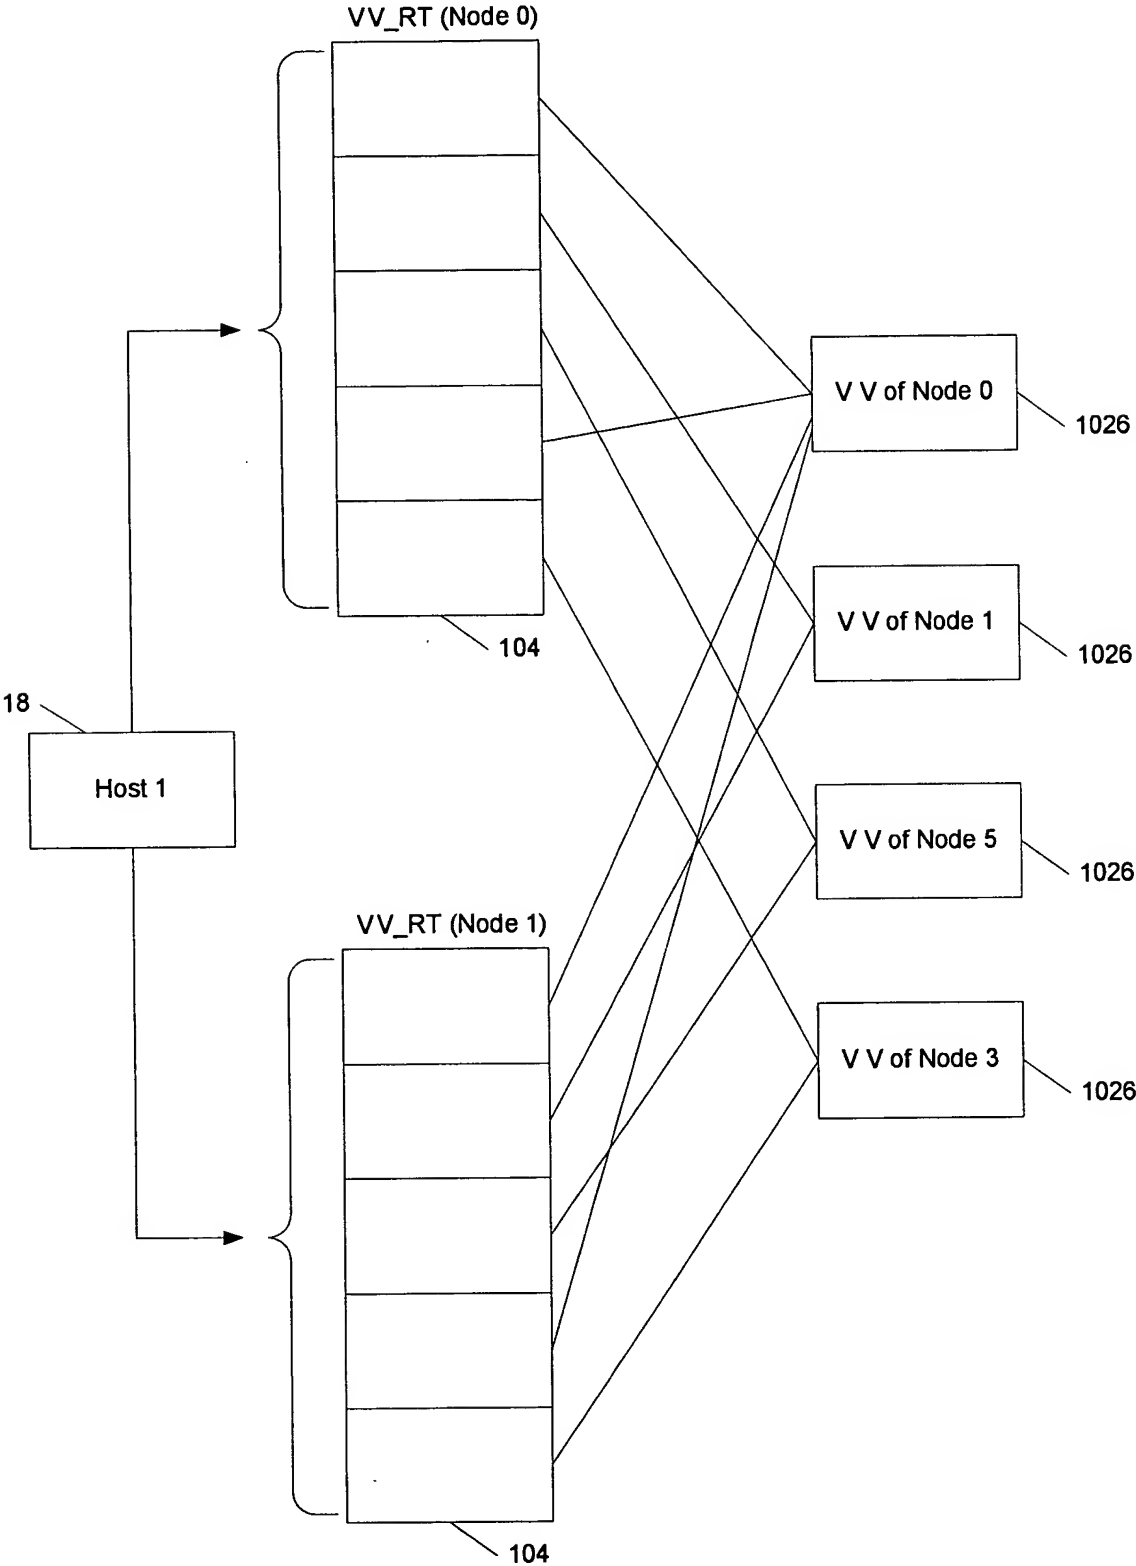 VV_RT (Node 0)
V V of Node 0
1026
V V of Node 1
104
1026
18
Host 1
V V of Node 5
1026
VV_RT (Node 1)
V V of Node 3
1026
104